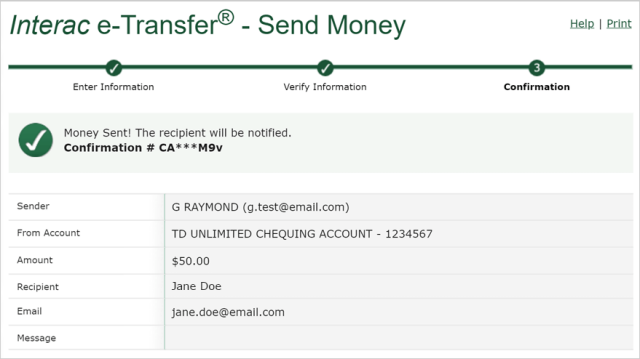 Interac e-Transfer® - Send Money
Help | Print
3
Enter Information
Verify Information
Confirmation
Money Sent! The recipient will be notified.
Confirmation # CA***M9v
Sender
G RAYMOND (g.test@email.com)
From Account
TD UNLIMITED CHEQUING ACCOUNT - 1234567
Amount
$50.00
Recipient
Jane Doe
Email
jane.doe@email.com
Message